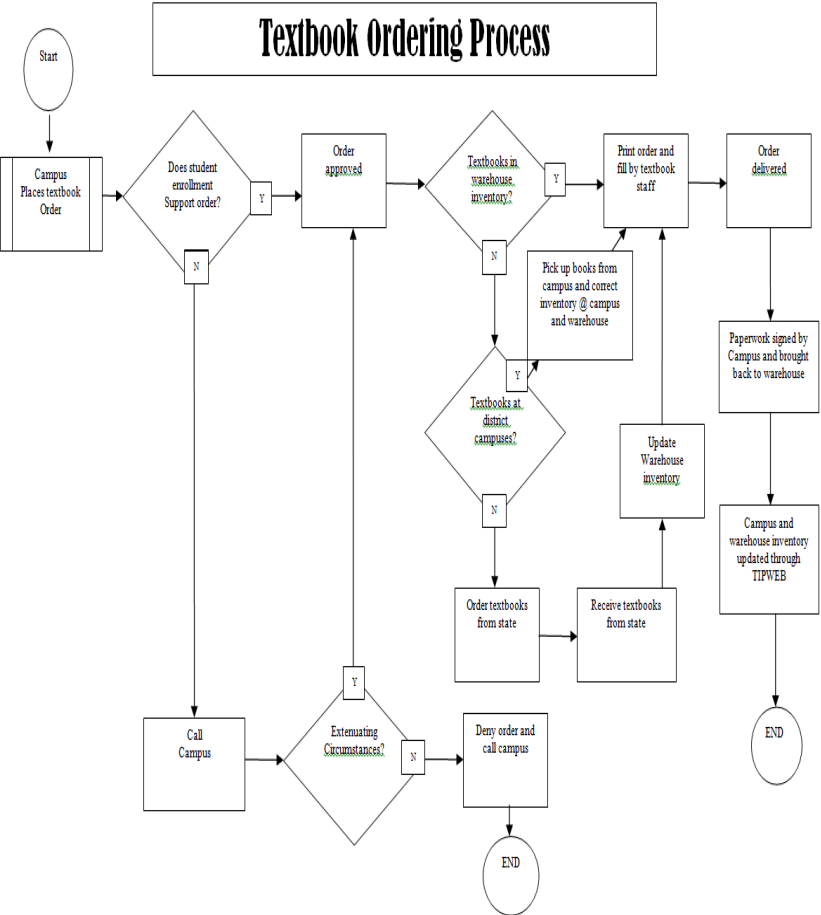 Textbook Ordering Process
Start
Campus
Places textbook
Order
Does student
enrollment
Support order?
Y
N
Order
approved
Textbooks in
warehouse
inventory?
Y
N
Print order and
fill by textbook
staff
Order
delivered
Pick up books from
campus and correct
inventory @ campus
and warehouse
Y
Textbooks at
district
campuses?
N
Paperwork signed by
Campus and brought
back to warehouse
Update
Warehouse
inventory
Campus and
warehouse inventory
updated through
TIPWEB
Order textbooks
from state
Receive textbooks
from state
Call
Campus
Y
Extenuating
Circumstances?
N
Deny order and
call campus
END
END